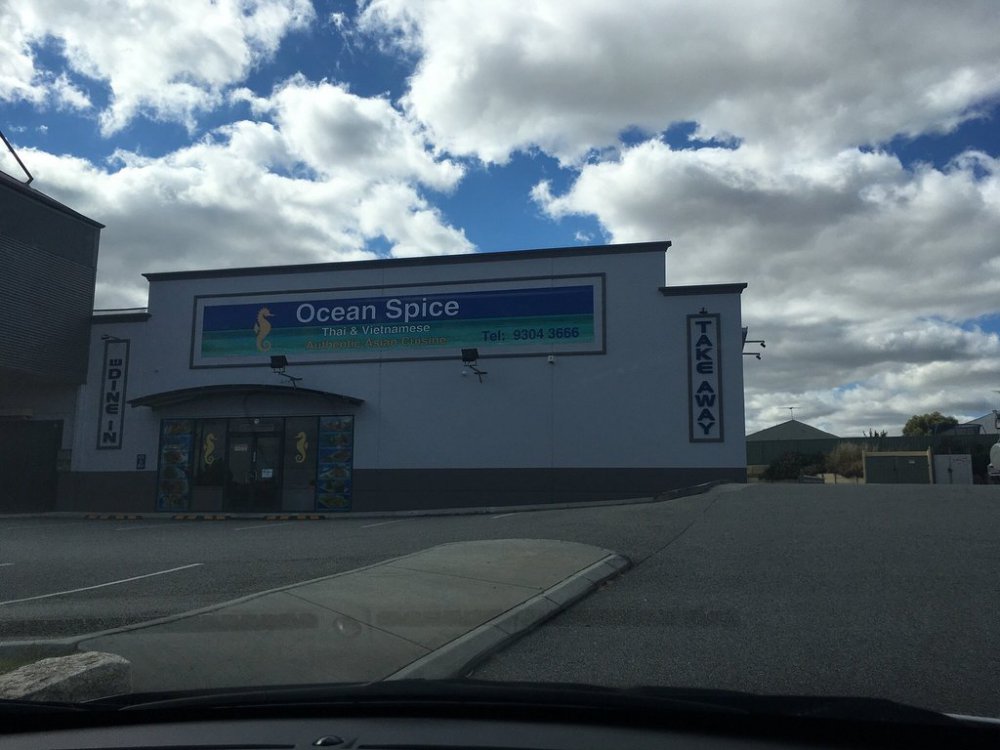 Ocean Spice
Thai & Vietnamese
Authentic Asian Cuisine
Tel: 9304 3666
DINE IN
TAKE AWAY